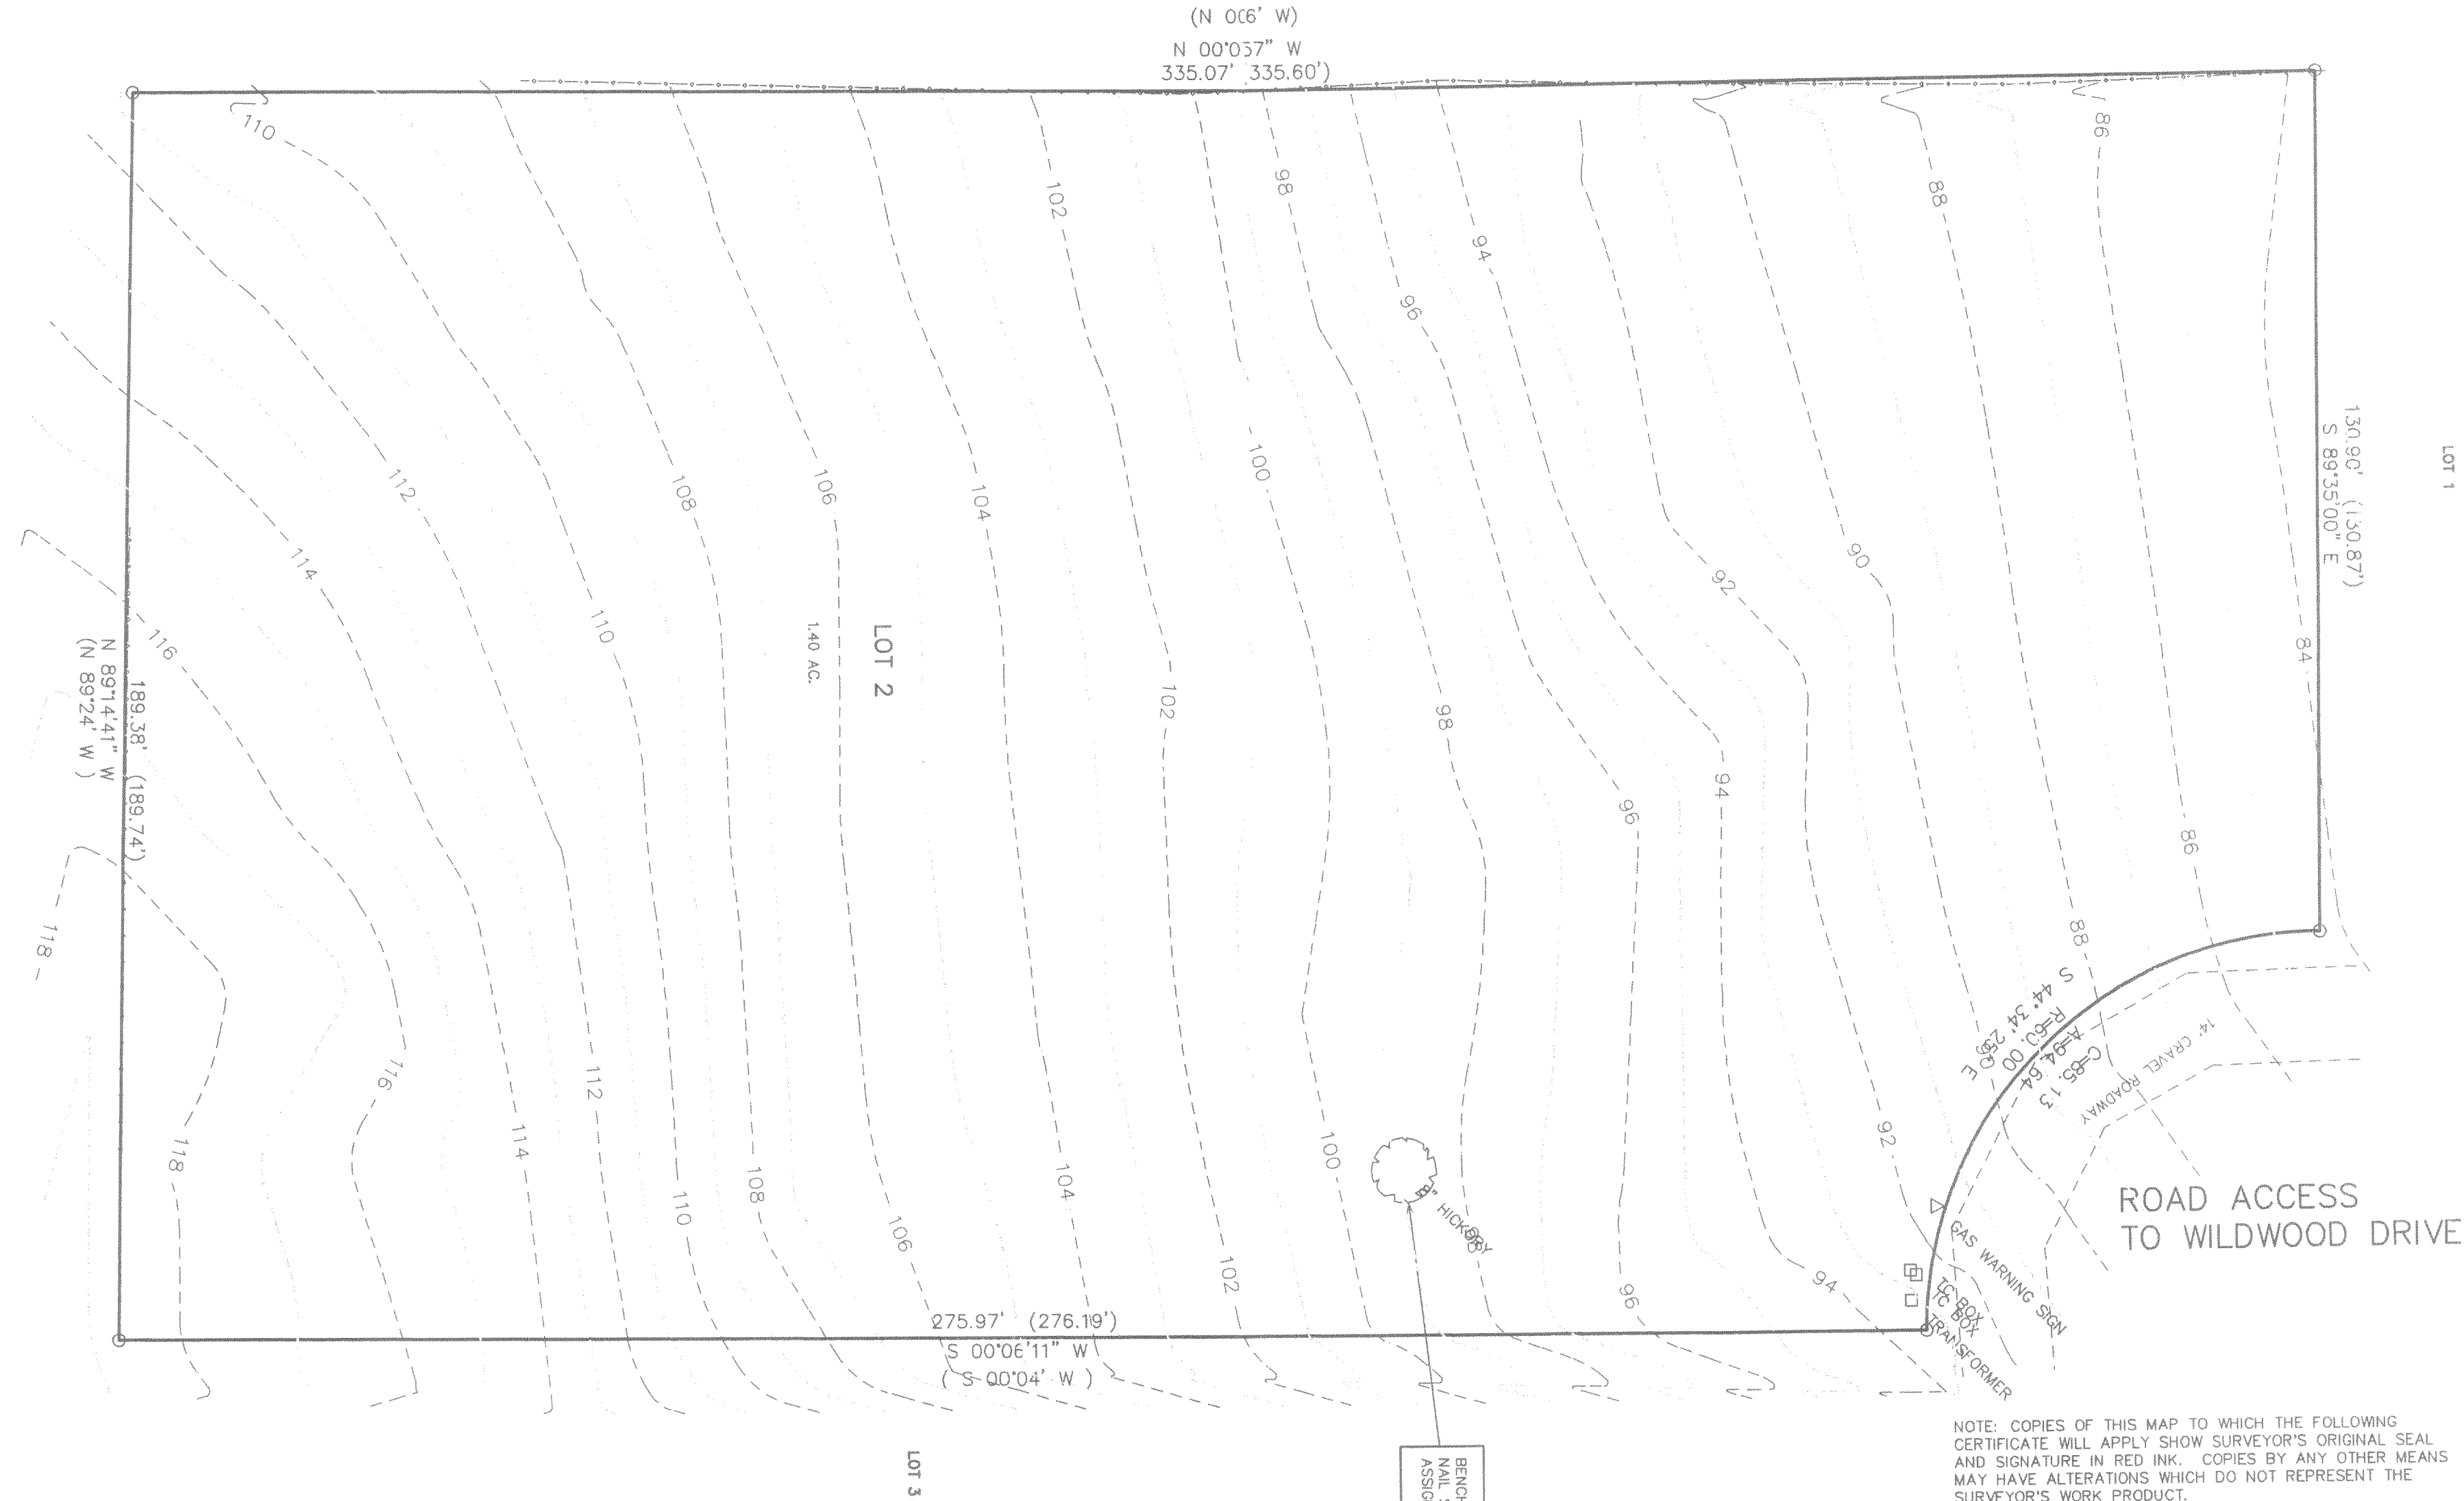 (N 0(6' W)
N 00°037" W
335.07' 335.60')
110
102
98
94
96
88
86
130.90' (130.87')
S 89°35'00" E
LOT 1
112
108
106
104
100
92
90
114
110
116
84
LOT 2
1.40 AC.
102
98
94
96
86
189.38' (189.74')
N 89°14'41" W
(N 89°24' W )
118
88
S 44° 34' E
R=60.00
A=94.64
C=85.13
14' GRAVEL ROADWAY
116
112
118
114
108
110
104
100
106
102
92
94
96
HICKORY
ROAD ACCESS
TO WILDWOOD DRIVE
GAS WARNING SIGN
TC BOX
TC BOX
TRANSFORMER
275.97' (276.19')
S 00°06'11" W
( S 00°04' W )
LOT 3
BENCH
NAIL S
ASSIG
NOTE: COPIES OF THIS MAP TO WHICH THE FOLLOWING
CERTIFICATE WILL APPLY SHOW SURVEYOR'S ORIGINAL SEAL
AND SIGNATURE IN RED INK. COPIES BY ANY OTHER MEANS
MAY HAVE ALTERATIONS WHICH DO NOT REPRESENT THE
SURVEYOR'S WORK PRODUCT.